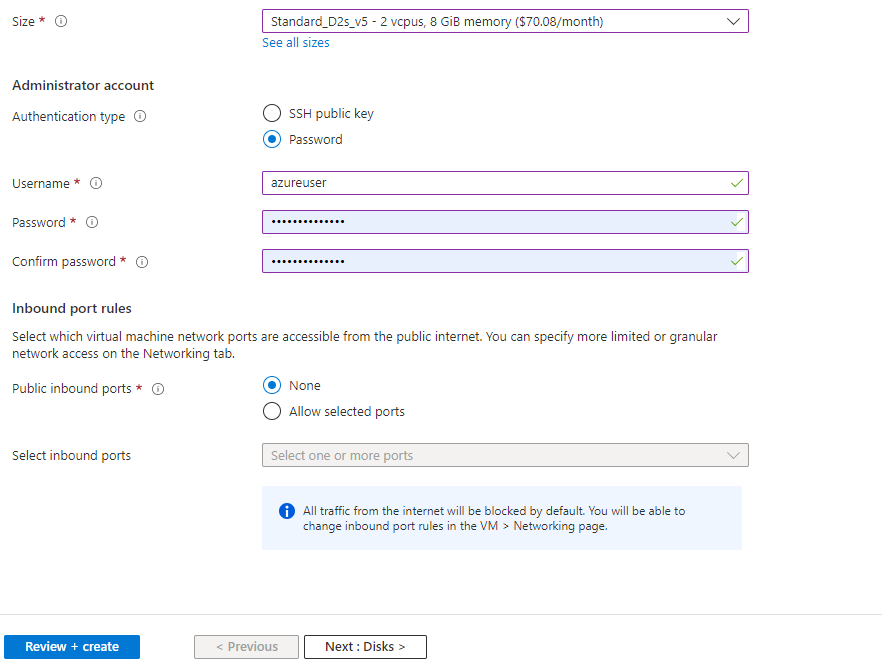 Size *
Standard_D2s_v5 - 2 vcpus, 8 GiB memory ($70.08/month)
See all sizes
Administrator account
Authentication type
SSH public key
Password
Username *
azureuser
Password *
••••••••••••••
Confirm password *
••••••••••••••
Inbound port rules
Select which virtual machine network ports are accessible from the public internet. You can specify more limited or granular
network access on the Networking tab.
Public inbound ports *
None
Allow selected ports
Select inbound ports
Select one or more ports
All traffic from the internet will be blocked by default. You will be able to
change inbound port rules in the VM > Networking page.
Review + create
< Previous
Next : Disks >